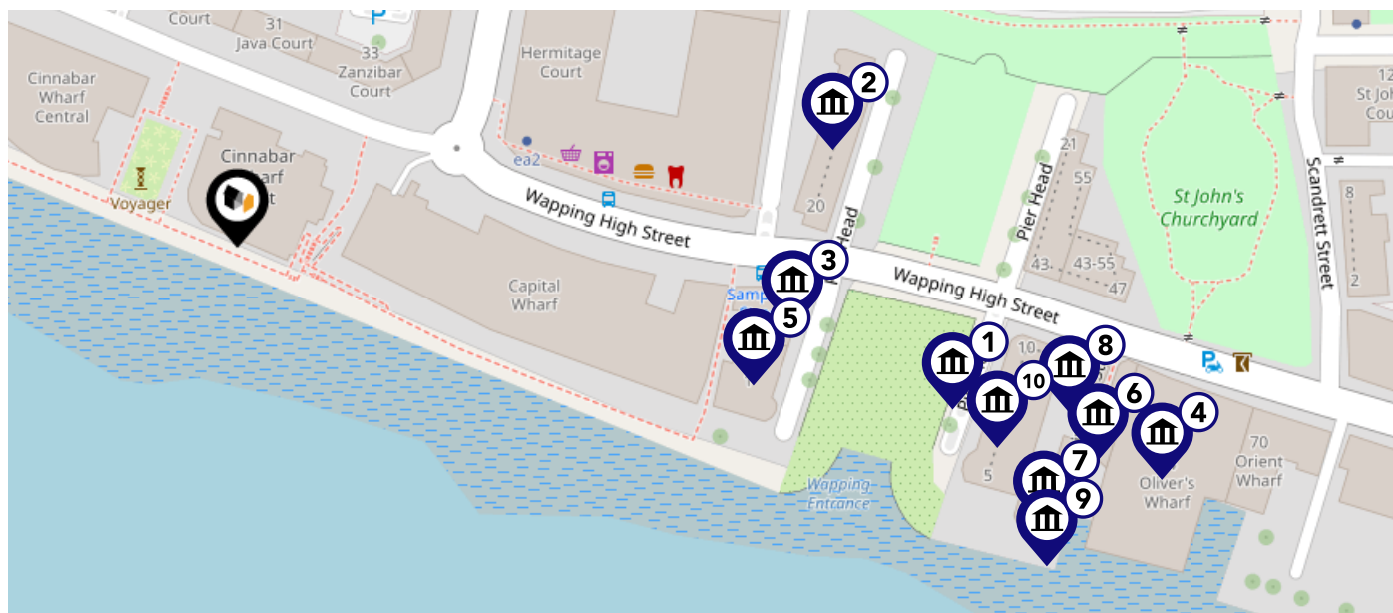 Court
31
Java Court
33
Zanzibar
Court
Hermitage
Court
Cinnabar
Wharf
Central
12
2
21
55
St John's
Churchyard
Scandrett Street
8
2
Cinnabar
ea2
Voyager
Wapping High Street
20
Head
Pier Head
43
43-55
47
3
Wapping High Street
Capital
Wharf
5
1
10
8
10
6
4
70
Orient
Wharf
5
7
Oliver's
Wharf
Wapping
Entrance
9